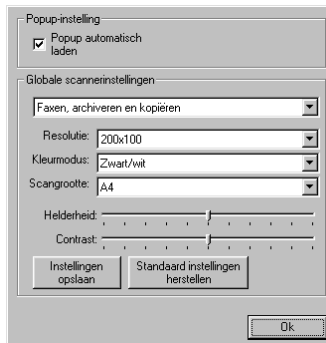 Popup-instelling
Popup automatisch
laden
Globale scannerinstellingen
Faxen, archiveren en kopiëren
Resolutie: 200x100
Kleurmodus: Zwart/wit
Scangrootte: A4
Helderheid:
Contrast:
Instellingen
opslaan
Standaard instellingen
herstellen
Ok